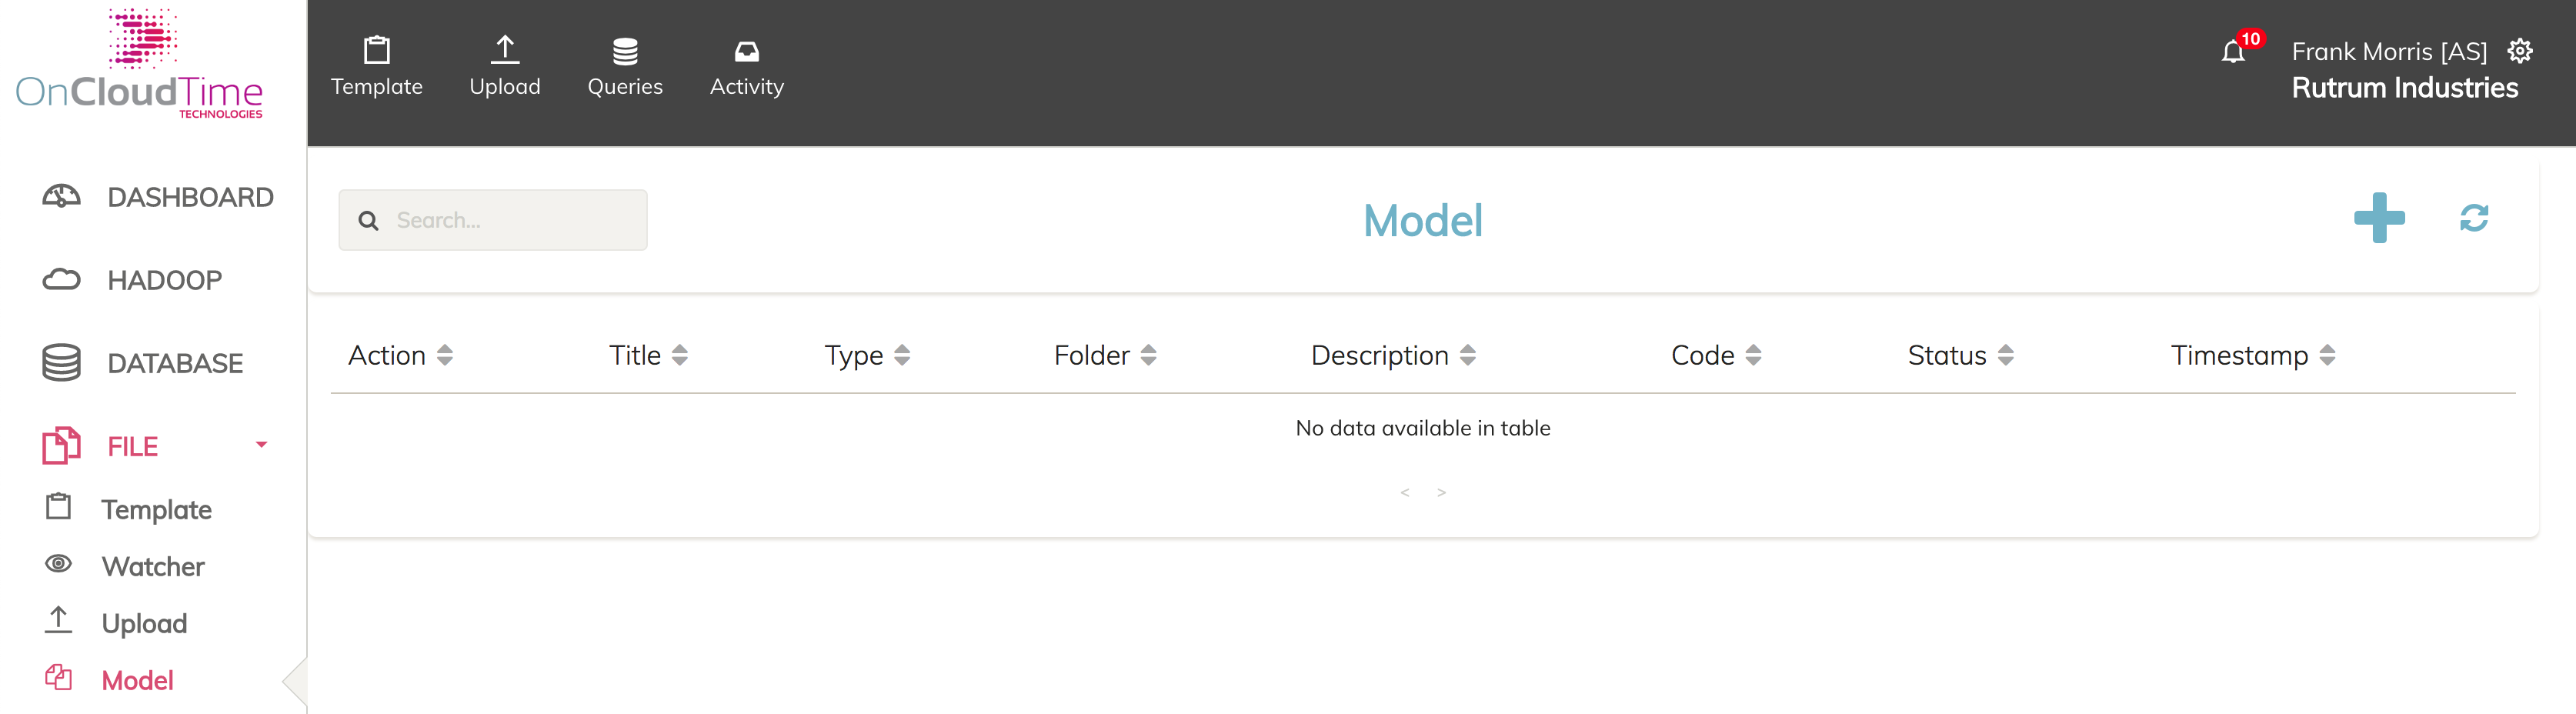 OnCloudTime
TECHNOLOGIES
Template
Upload
Queries
Activity
10
Frank Morris [AS]
Rutrum Industries
DASHBOARD
HADOOP
DATABASE
FILE
Template
Watcher
Upload
Model
Search...
Model
Action Title Type Folder Description Code Status Timestamp
No data available in table
< >